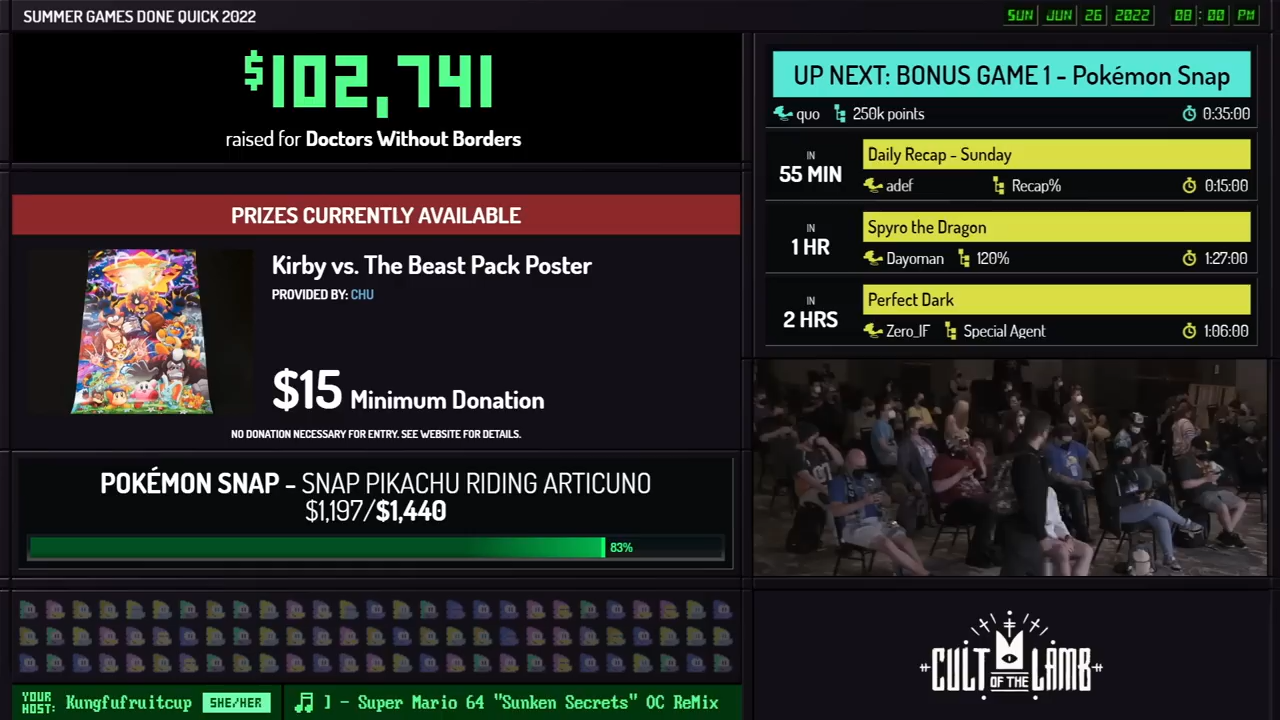 SUMMER GAMES DONE QUICK 2022
SUN JUN 26 2022 08:00 PM
$102,741
raised for Doctors Without Borders
PRIZES CURRENTLY AVAILABLE
Kirby vs. The Beast Pack Poster
PROVIDED BY: CHU
$15 Minimum Donation
NO DONATION NECESSARY FOR ENTRY. SEE WEBSITE FOR DETAILS.
POKÉMON SNAP - SNAP PIKACHU RIDING ARTICUNO
$1,197/$1,440
83%
YOUR HOST: Kungfufruitcup SHE/HER
] - Super Mario 64 "Sunken Secrets" OC ReMix
UP NEXT: BONUS GAME 1 - Pokémon Snap
quo 250k points 0:35:00
IN 55 MIN
Daily Recap - Sunday
adef Recap% 0:15:00
IN 1 HR
Spyro the Dragon
Dayoman 120% 1:27:00
IN 2 HRS
Perfect Dark
Zero_IF Special Agent 1:06:00
CULT OF THE LAMB